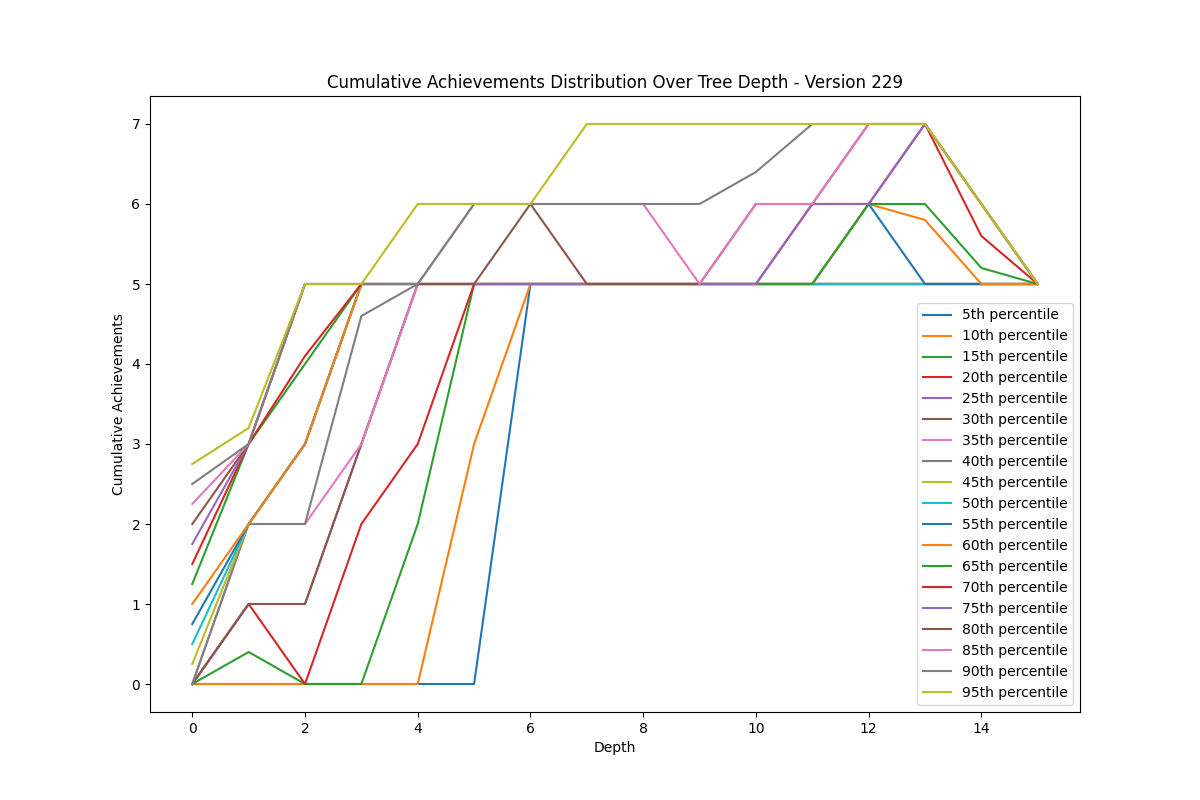 Cumulative Achievements Distribution Over Tree Depth - Version 229
7
6
5
4
3
2
1
0
Cumulative Achievements
0 2 4 6 8 10 12 14
Depth
5th percentile
10th percentile
15th percentile
20th percentile
25th percentile
30th percentile
35th percentile
40th percentile
45th percentile
50th percentile
55th percentile
60th percentile
65th percentile
70th percentile
75th percentile
80th percentile
85th percentile
90th percentile
95th percentile